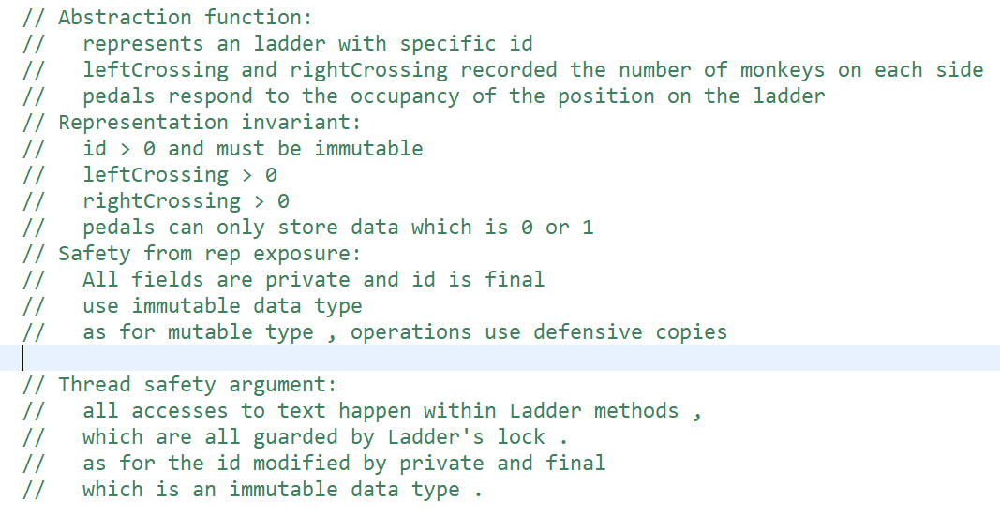 // Abstraction function:
//   represents an ladder with specific id
//   leftCrossing and rightCrossing recorded the number of monkeys on each side
//   pedals respond to the occupancy of the position on the ladder
// Representation invariant:
//   id > 0 and must be immutable
//   leftCrossing > 0
//   rightCrossing > 0
//   pedals can only store data which is 0 or 1
// Safety from rep exposure:
//   All fields are private and id is final
//   use immutable data type
//   as for mutable type , operations use defensive copies
// Thread safety argument:
//   all accesses to text happen within Ladder methods ,
//   which are all guarded by Ladder's lock .
//   as for the id modified by private and final
//   which is an immutable data type .